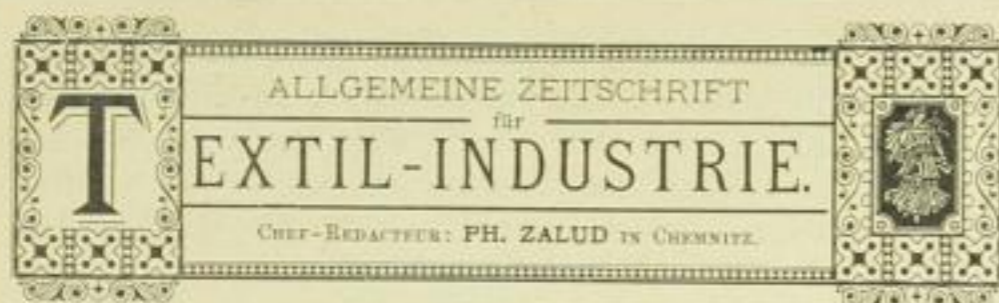 ALLGEMEINE ZEITSCHRIFT
für
TEXTIL-INDUSTRIE.
CHEF-REDACTEUR: PH. ZALUD IN CHEMNITZ.